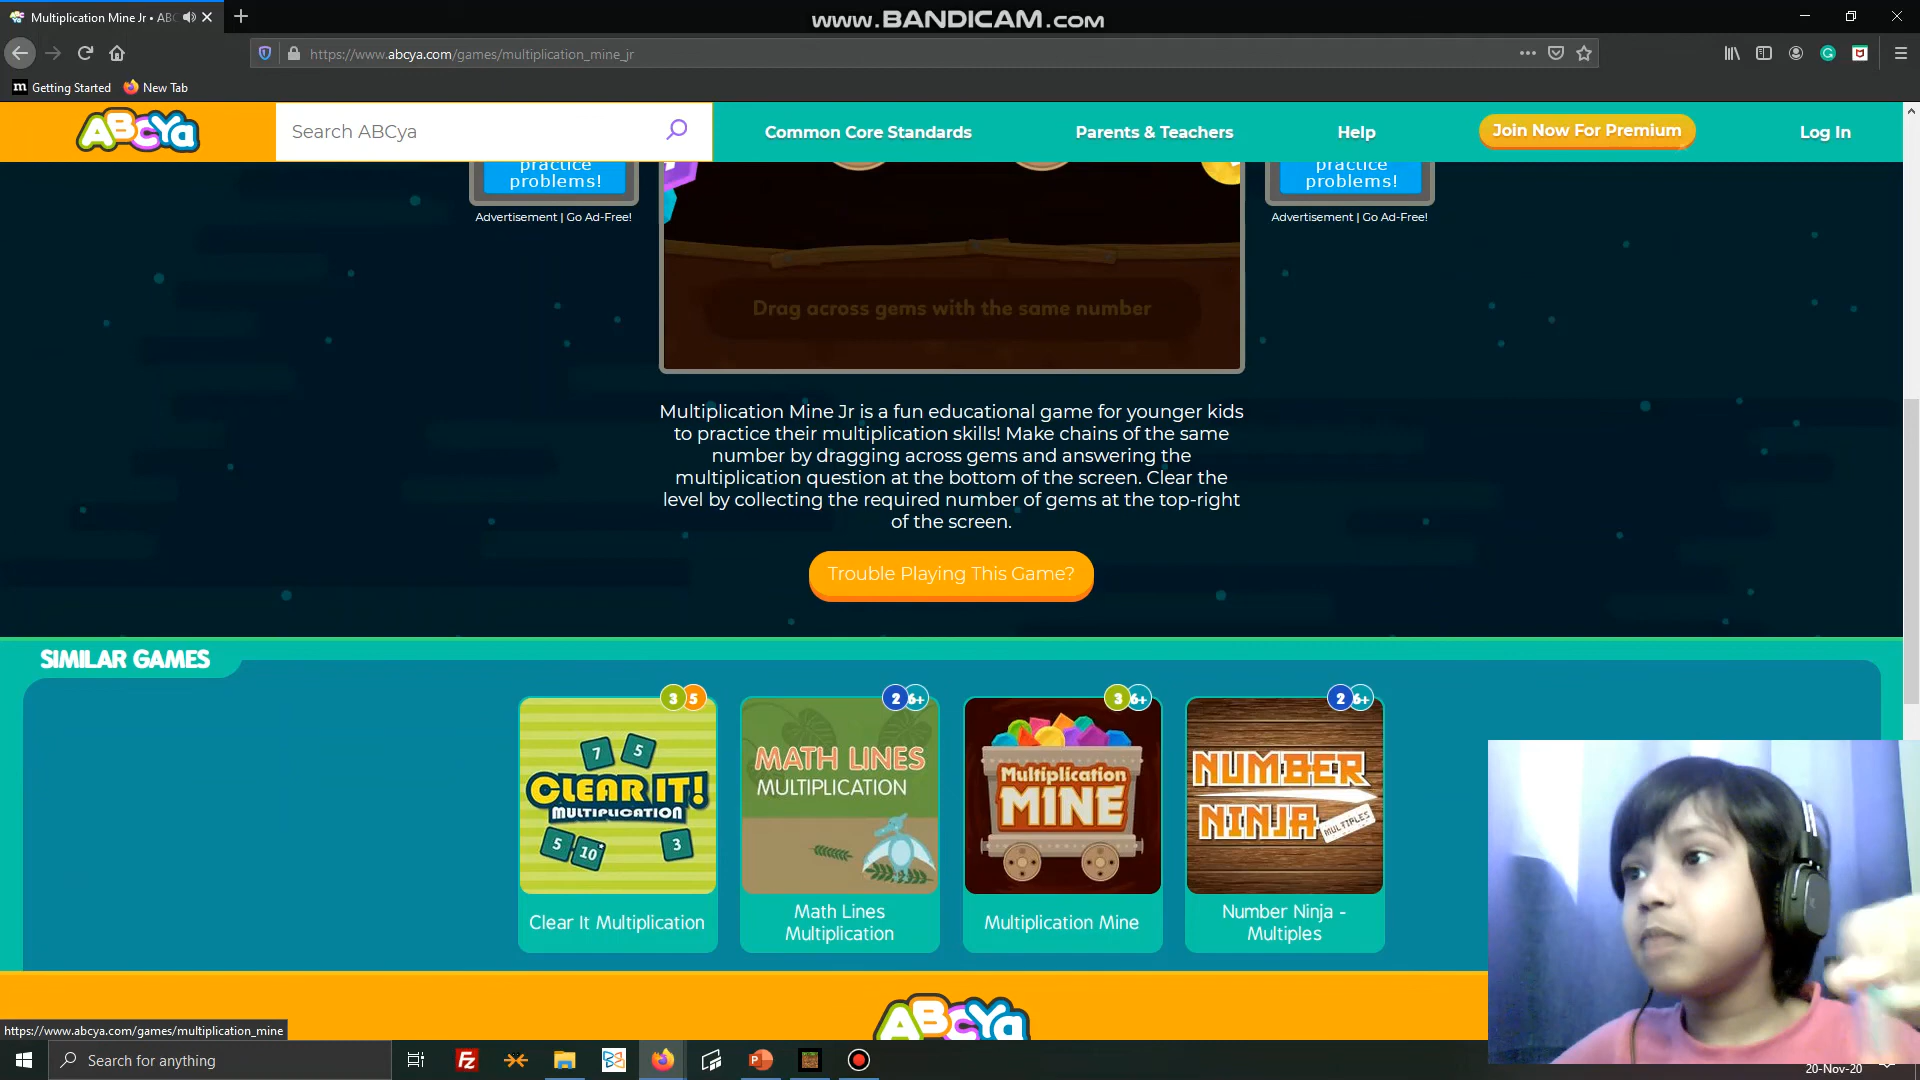 Multiplication Mine Jr • ABC
www.BANDICAM.com
https://www.abcya.com/games/multiplication_mine_jr
Getting Started
New Tab
ABCYa
Search ABCya
Common Core Standards
Parents & Teachers
Help
Join Now For Premium
Log In
practice
problems!
Advertisement | Go Ad-Free!
practice
problems!
Advertisement | Go Ad-Free!
Drag across gems with the same number
Multiplication Mine Jr is a fun educational game for younger kids
to practice their multiplication skills! Make chains of the same
number by dragging across gems and answering the
multiplication question at the bottom of the screen. Clear the
level by collecting the required number of gems at the top-right
of the screen.
Trouble Playing This Game?
SIMILAR GAMES
3 5
7 5
CLEAR IT!
MULTIPLICATION
5 10 3
Clear It Multiplication
2 6+
MATH LINES
MULTIPLICATION
Math Lines
Multiplication
3 6+
Multiplication
MINE
Multiplication Mine
2 6+
NUMBER
NINJA
MULTIPLES
Number Ninja -
Multiples
ABCYa
https://www.abcya.com/games/multiplication_mine
Search for anything
20-Nov-20